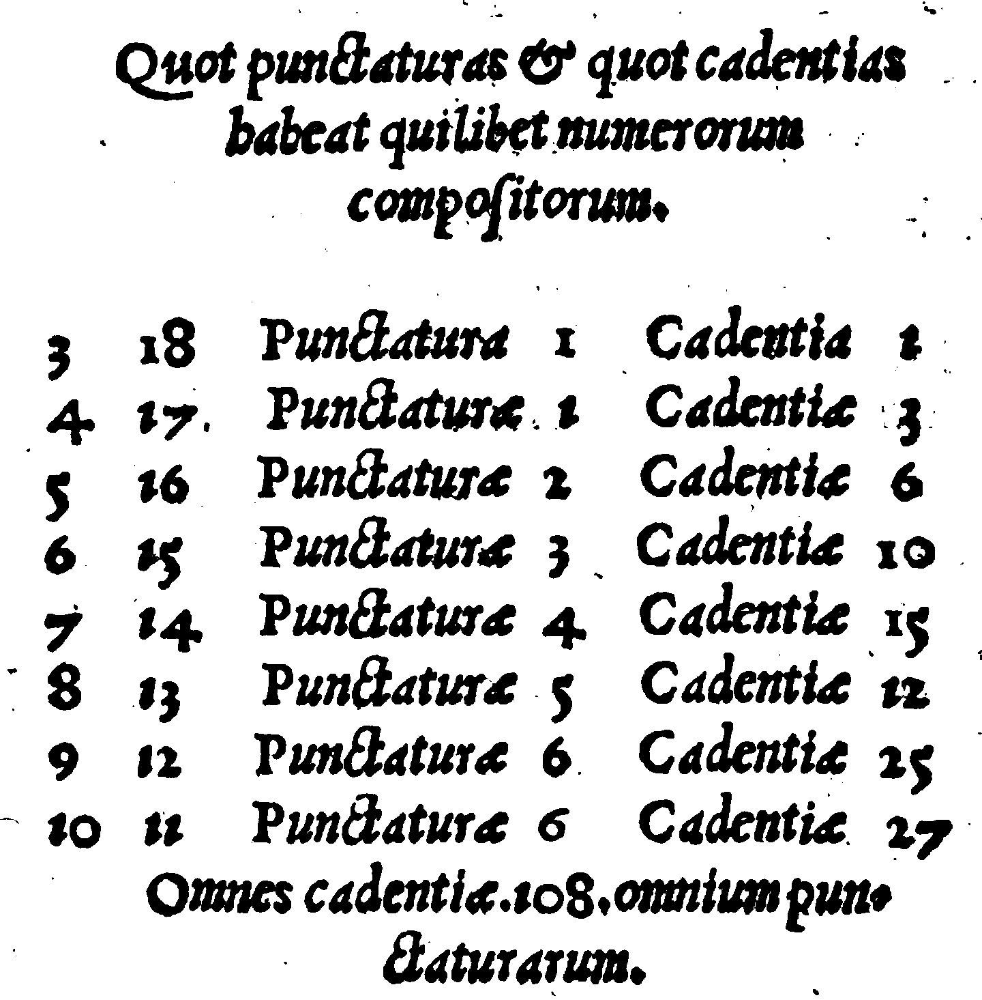 Quot punctaturas & quot cadentias
habeat quilibet numerorum
compoſitorum.
3 18 Punctatura 1 Cadentia 1
4 17. Punctaturæ 1 Cadentiæ 3
5 16 Punctaturæ 2 Cadentiæ 6
6 15 Punctaturæ 3 Cadentiæ 10
7 14 Punctaturæ 4 Cadentiæ 15
8 13 Punctaturæ 5 Cadentiæ 12
9 12 Punctaturæ 6 Cadentiæ 25
10 11 Punctaturæ 6 Cadentiæ 27
Omnes cadentiæ.108.omnium pun-
ctaturarum.